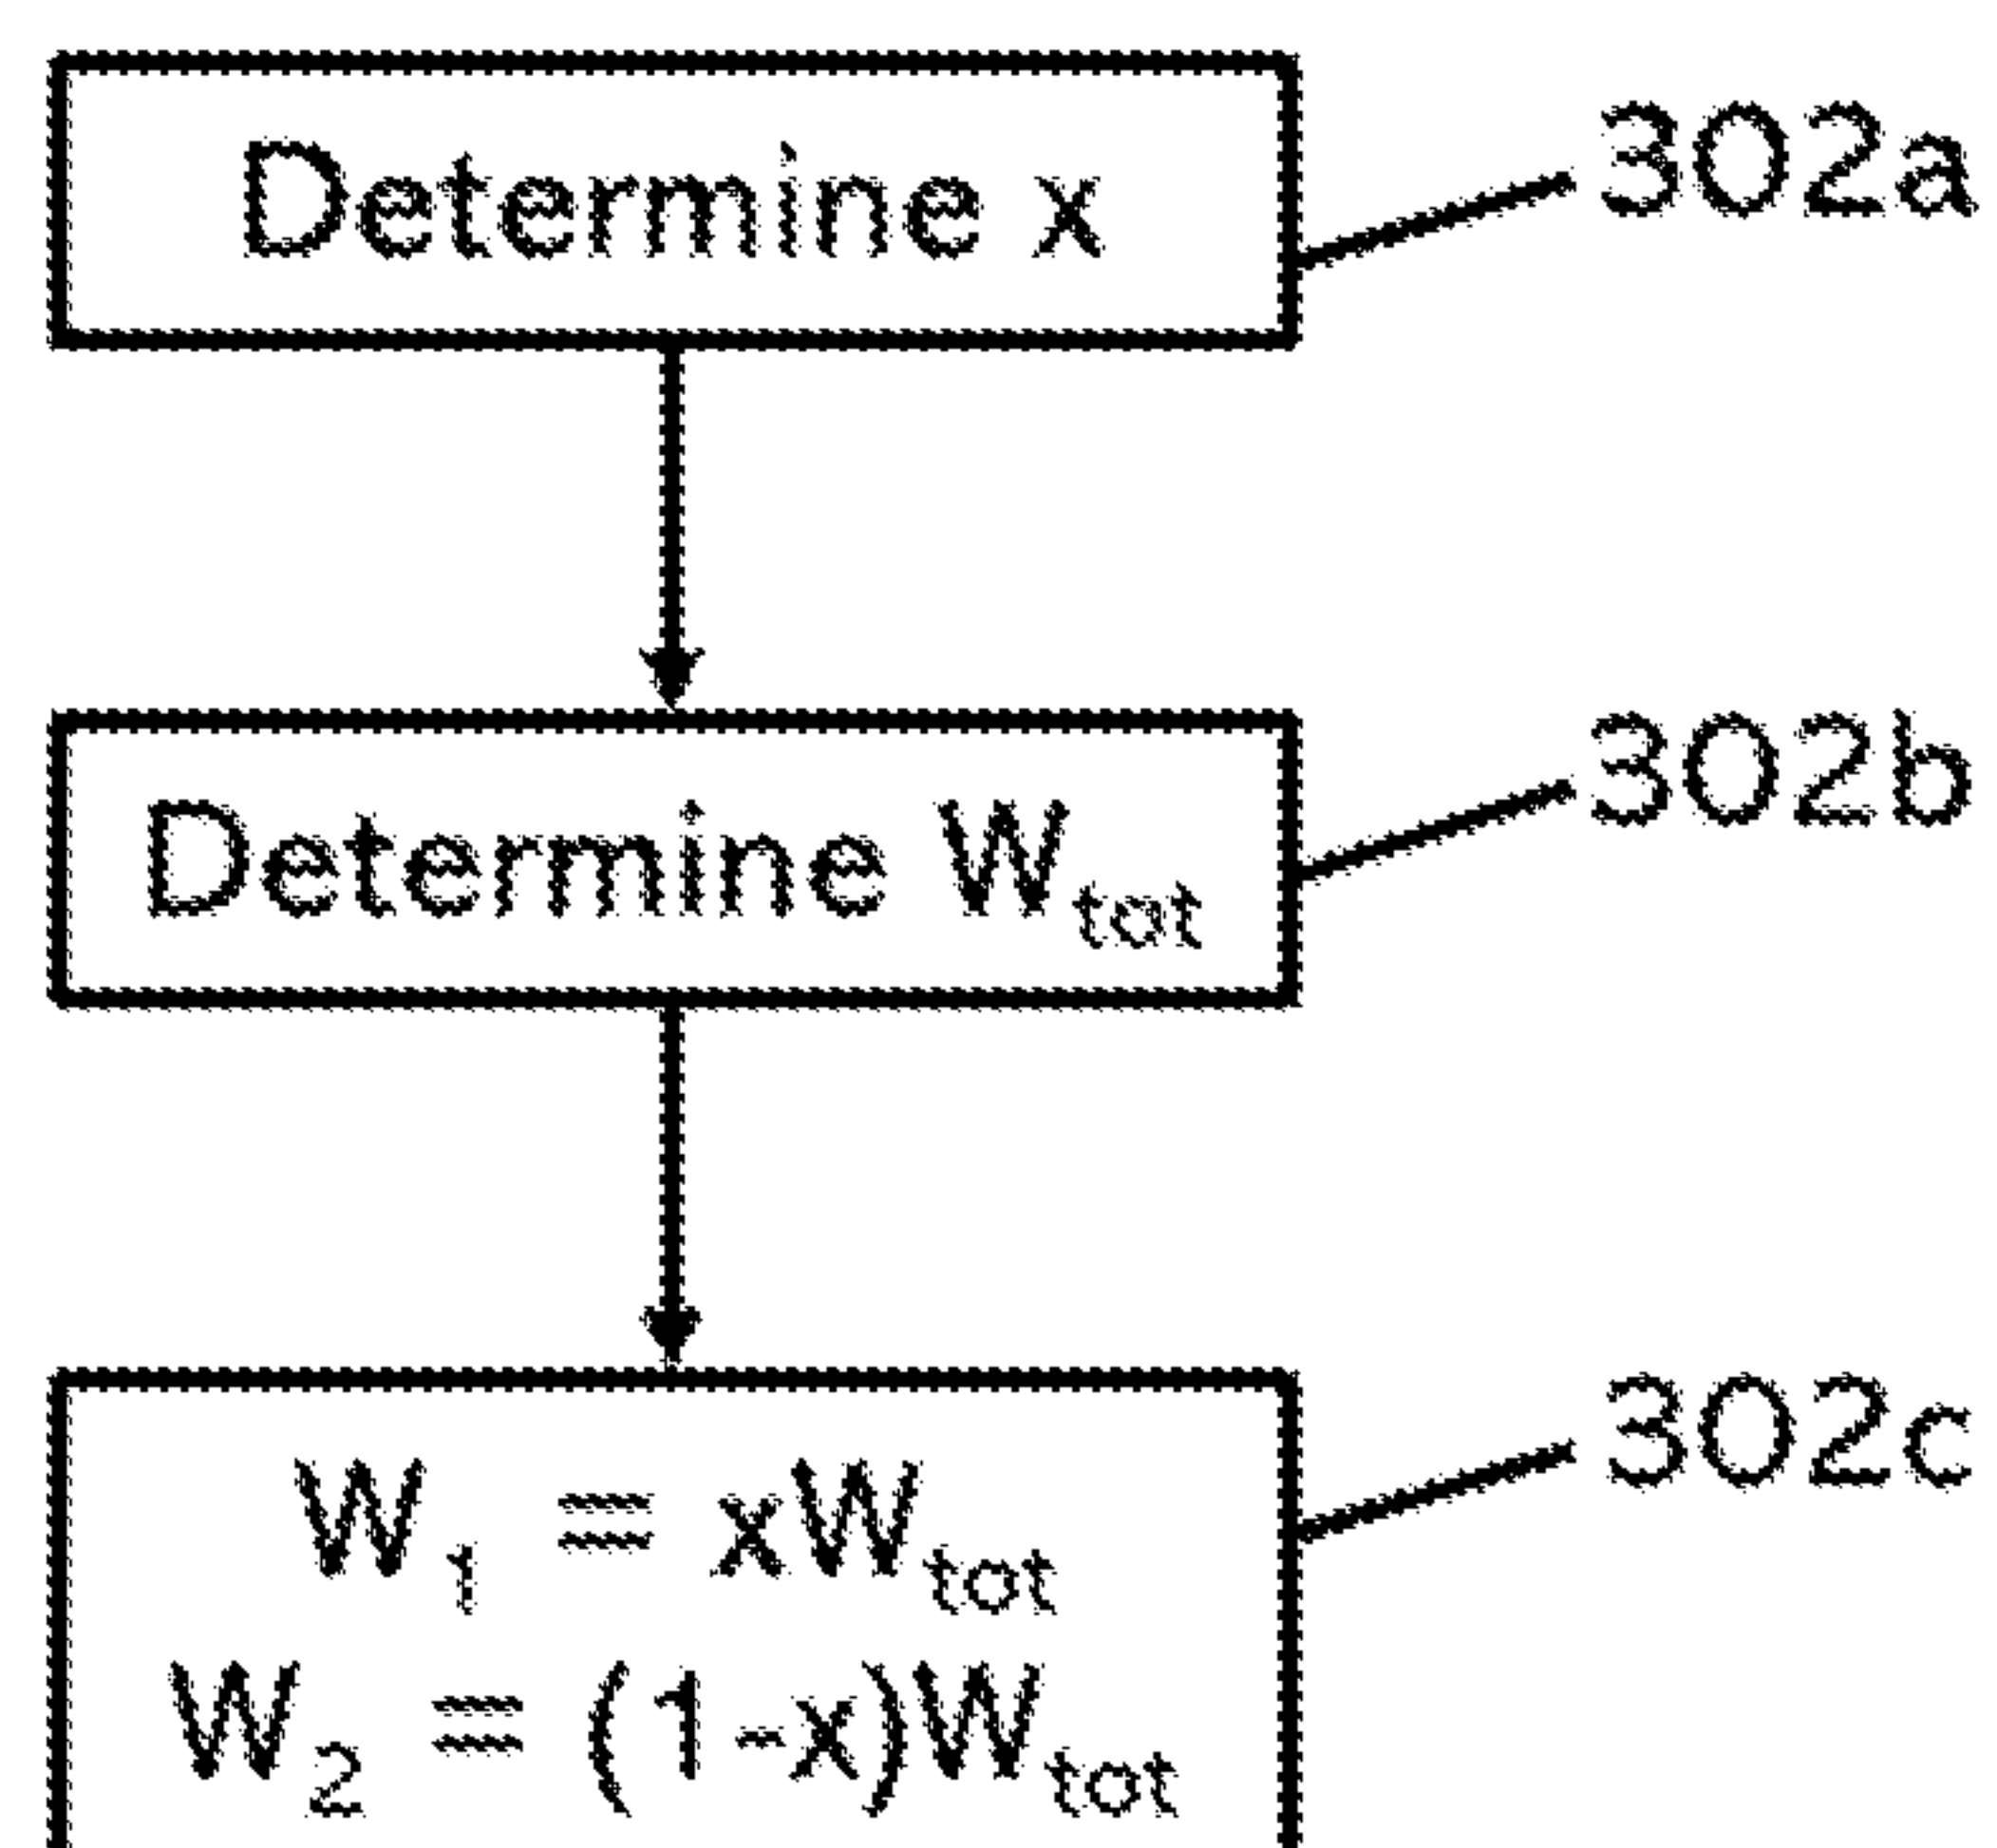 Determine x
302a
Determine W_tot
302b
302c
W_1 = xW_tot
W_2 = (1-x)W_tot